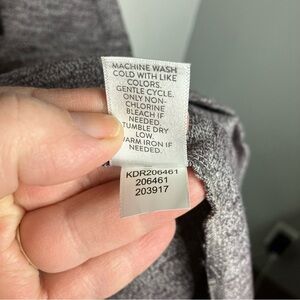 MACHINE WASH
COLD WITH LIKE
COLORS.
GENTLE CYCLE.
ONLY NON-
CHLORINE
BLEACH IF
NEEDED.
TUMBLE DRY
LOW.
WARM IRON IF
NEEDED.
KDR206461
206461
203917